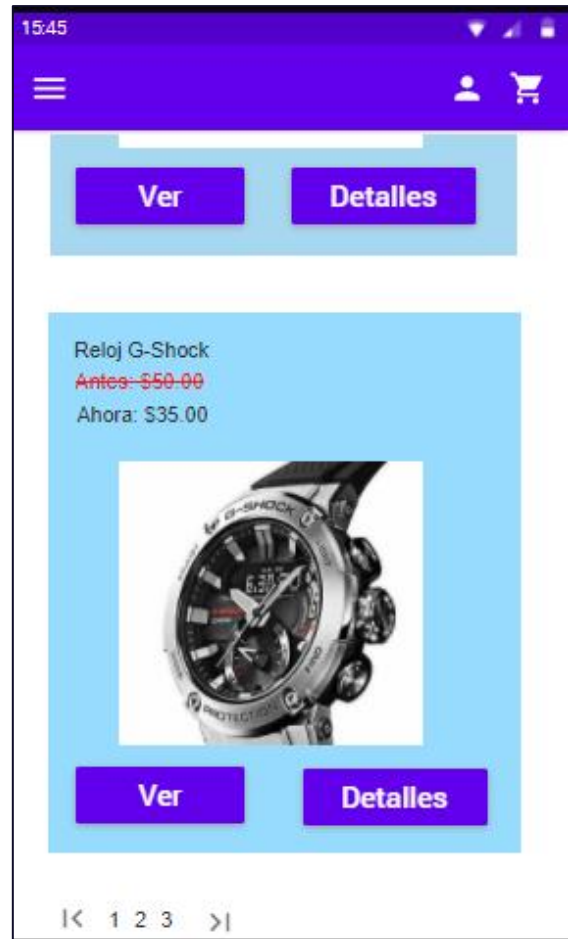 15:45
Ver Detalles
Reloj G-Shock
Antes: $50.00
Ahora: $35.00
G-SHOCK
PROTECTION
Ver Detalles
1 2 3